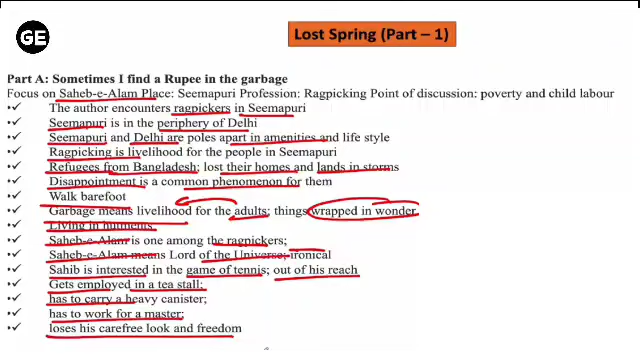 GE
Lost Spring (Part – 1)
Part A: Sometimes I find a Rupee in the garbage
Focus on Saheb-e-Alam Place: Seemapuri Profession: Ragpicking Point of discussion: poverty and child labour
•✓ The author encounters ragpickers in Seemapuri
•✓ Seemapuri is in the periphery of Delhi
•✓ Seemapuri and Delhi are poles apart in amenities and life style
•✓ Ragpicking is livelihood for the people in Seemapuri
•✓ Refugees from Bangladesh; lost their homes and lands in storms
•✓ Disappointment is a common phenomenon for them
•✓ Walk barefoot
•✓ Garbage means livelihood for the adults; things wrapped in wonder
•✓ Living in hutments
•✓ Saheb-e-Alam is one among the ragpickers;
•✓ Saheb-e-Alam means Lord of the Universe; ironical
•✓ Sahib is interested in the game of tennis; out of his reach
•✓ Gets employed in a tea stall;
•✓ has to carry a heavy canister;
•✓ has to work for a master;
•✓ loses his carefree look and freedom